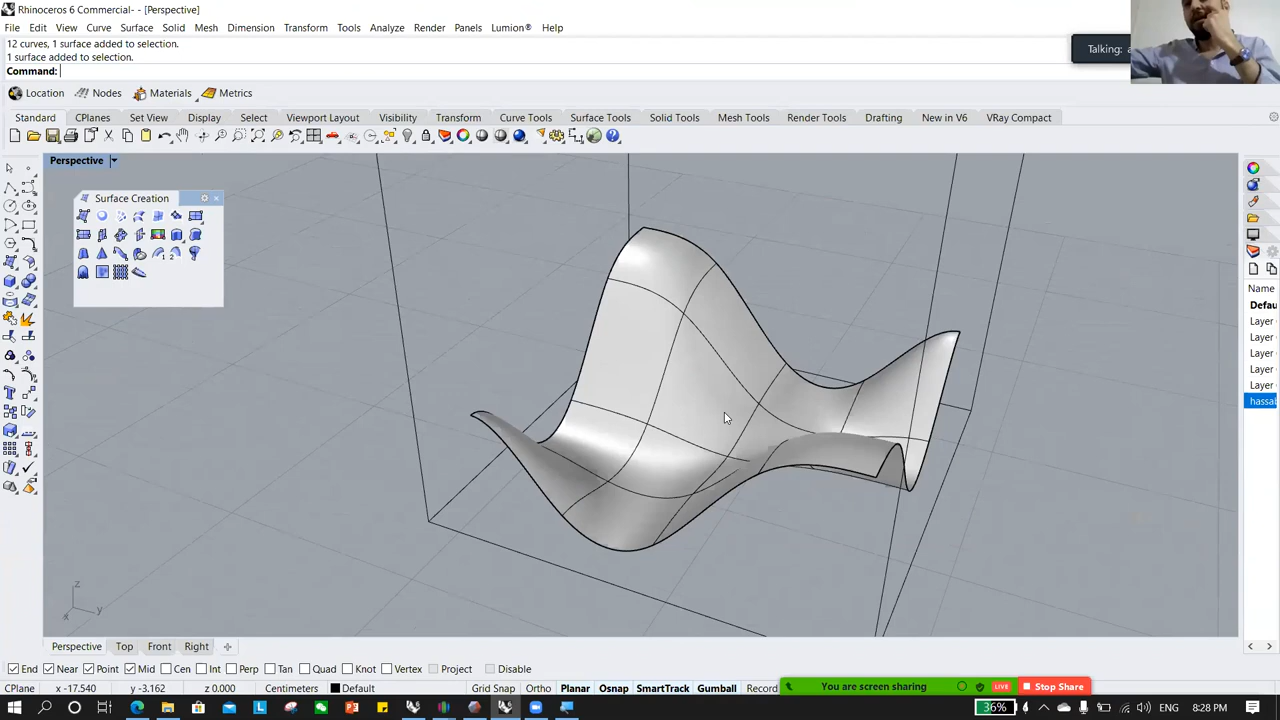 Rhinoceros 6 Commercial- - [Perspective]
File Edit View Curve Surface Solid Mesh Dimension Transform Tools Analyze Render Panels Lumion® Help
12 curves, 1 surface added to selection.
1 surface added to selection.
Command:
Talking:
Location Nodes Materials Metrics
Standard CPlanes Set View Display Select Viewport Layout Visibility Transform Curve Tools Surface Tools Solid Tools Mesh Tools Render Tools Drafting New in V6 VRay Compact
Perspective
Surface Creation
Name
Defau
Layer
Layer
Layer
Layer
Layer
hassal
z
y
x
Perspective Top Front Right
End Near Point Mid Cen Int Perp Tan Quad Knot Vertex Project Disable
CPlane x -17.540 y -3.162 z 0.000 Centimeters Default Grid Snap Ortho Planar Osnap SmartTrack Gumball Record
You are screen sharing LIVE Stop Share
36% ENG 8:28 PM